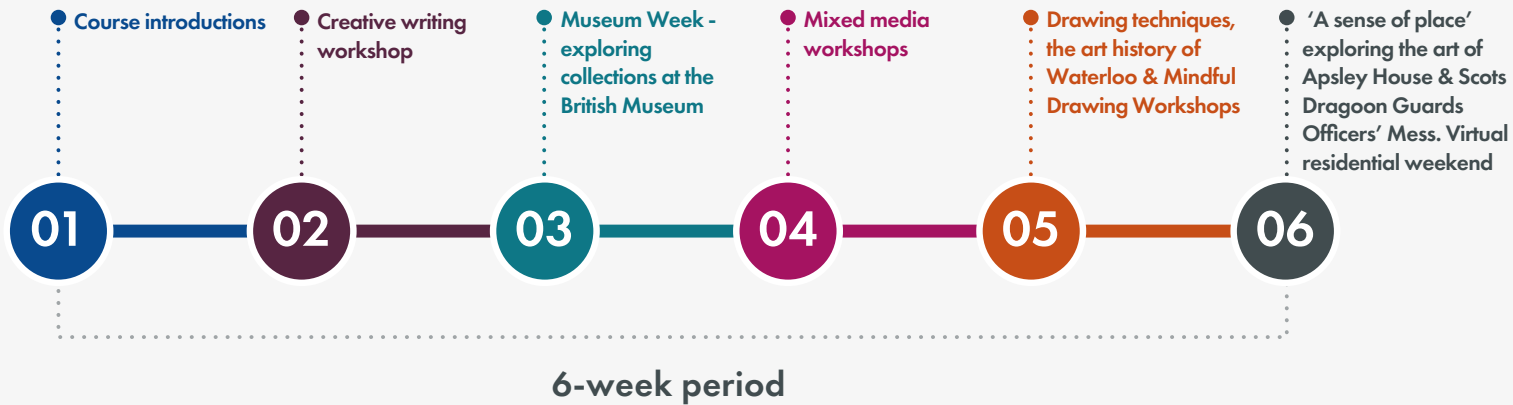 Course introductions
Creative writing
workshop
Museum Week -
exploring
collections at the
British Museum
Mixed media
workshops
Drawing techniques,
the art history of
Waterloo & Mindful
Drawing Workshops
‘A sense of place’
exploring the art of
Apsley House & Scots
Dragoon Guards
Officers’ Mess. Virtual
residential weekend
01
02
03
04
05
06
6-week period